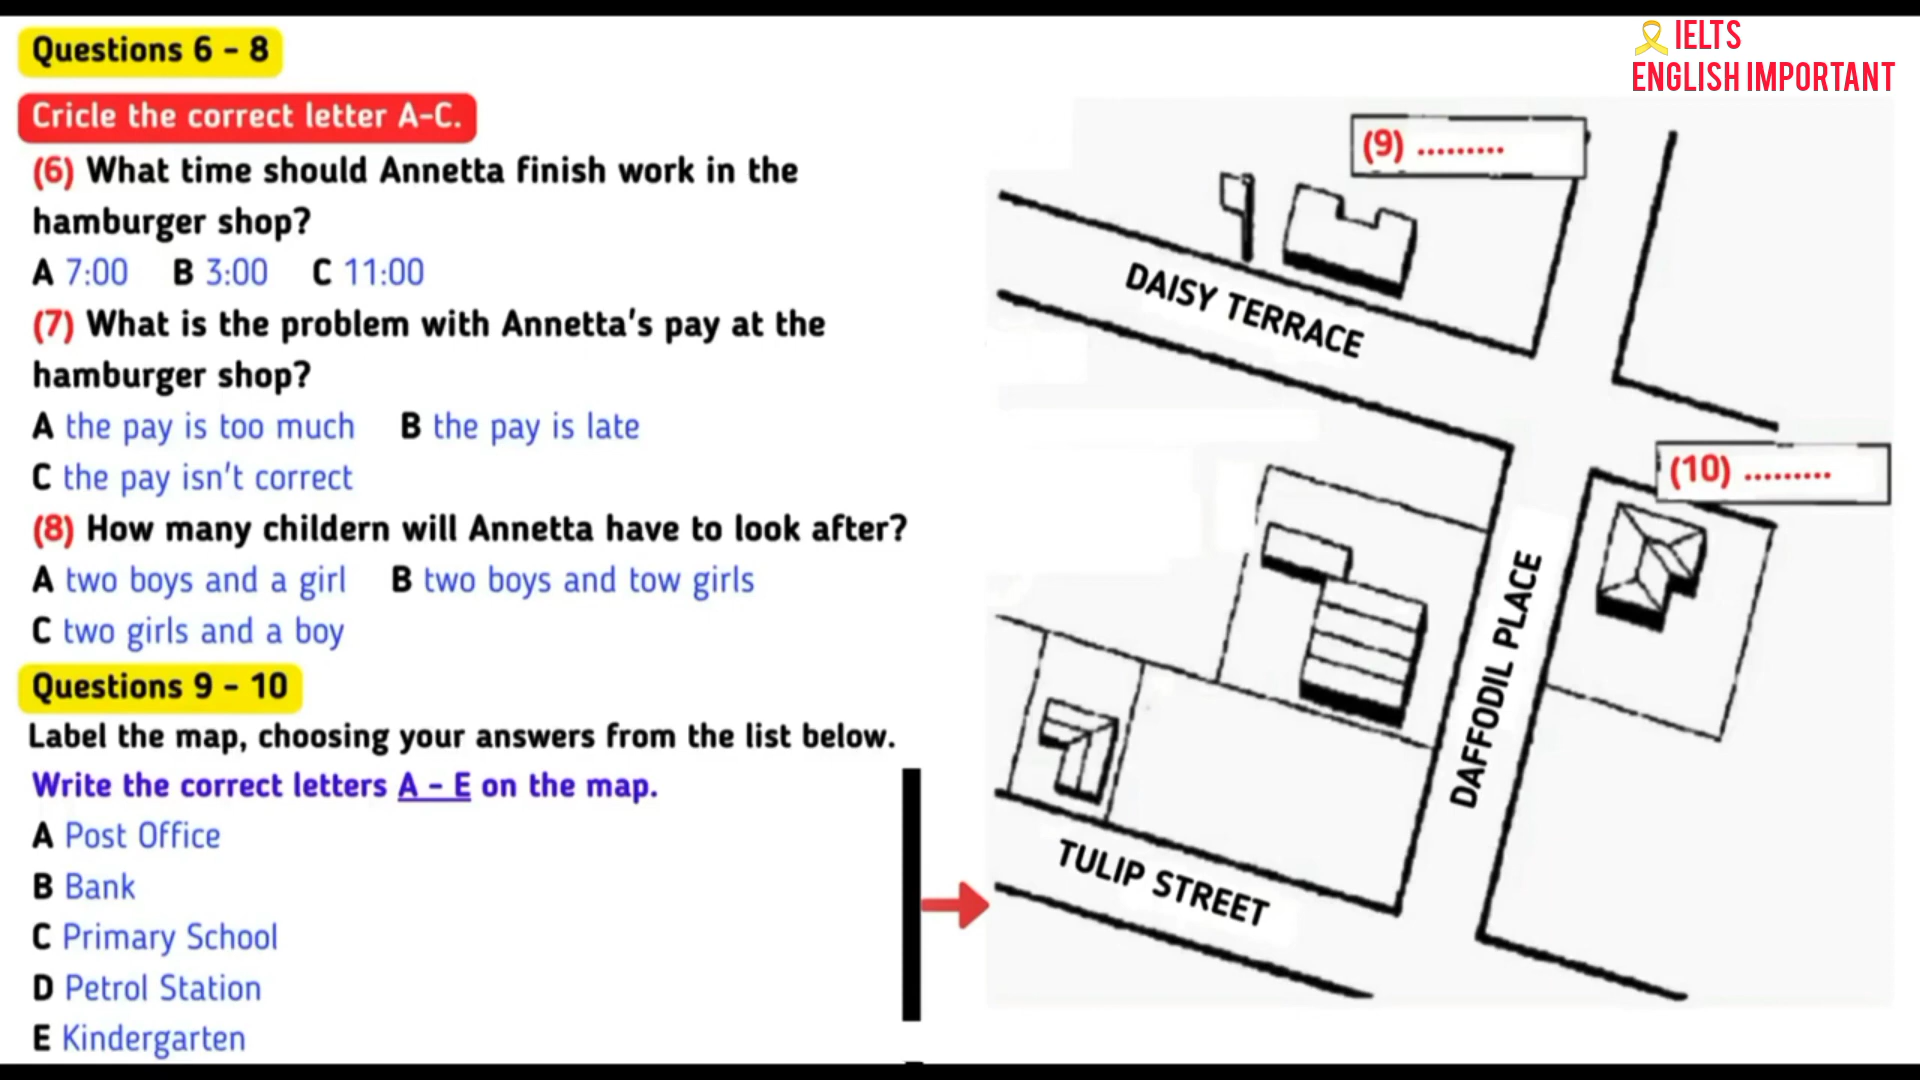 Questions 6 - 8
Cricle the correct letter A-C.
(6) What time should Annetta finish work in the
hamburger shop?
A 7:00 B 3:00 C 11:00
(7) What is the problem with Annetta's pay at the
hamburger shop?
A the pay is too much B the pay is late
C the pay isn't correct
(8) How many childern will Annetta have to look after?
A two boys and a girl B two boys and tow girls
C two girls and a boy
Questions 9 - 10
Label the map, choosing your answers from the list below.
Write the correct letters A - E on the map.
A Post Office
B Bank
C Primary School
D Petrol Station
E Kindergarten
IELTS
ENGLISH IMPORTANT
(9) .........
DAISY TERRACE
(10) .........
DAFFODIL PLACE
TULIP STREET